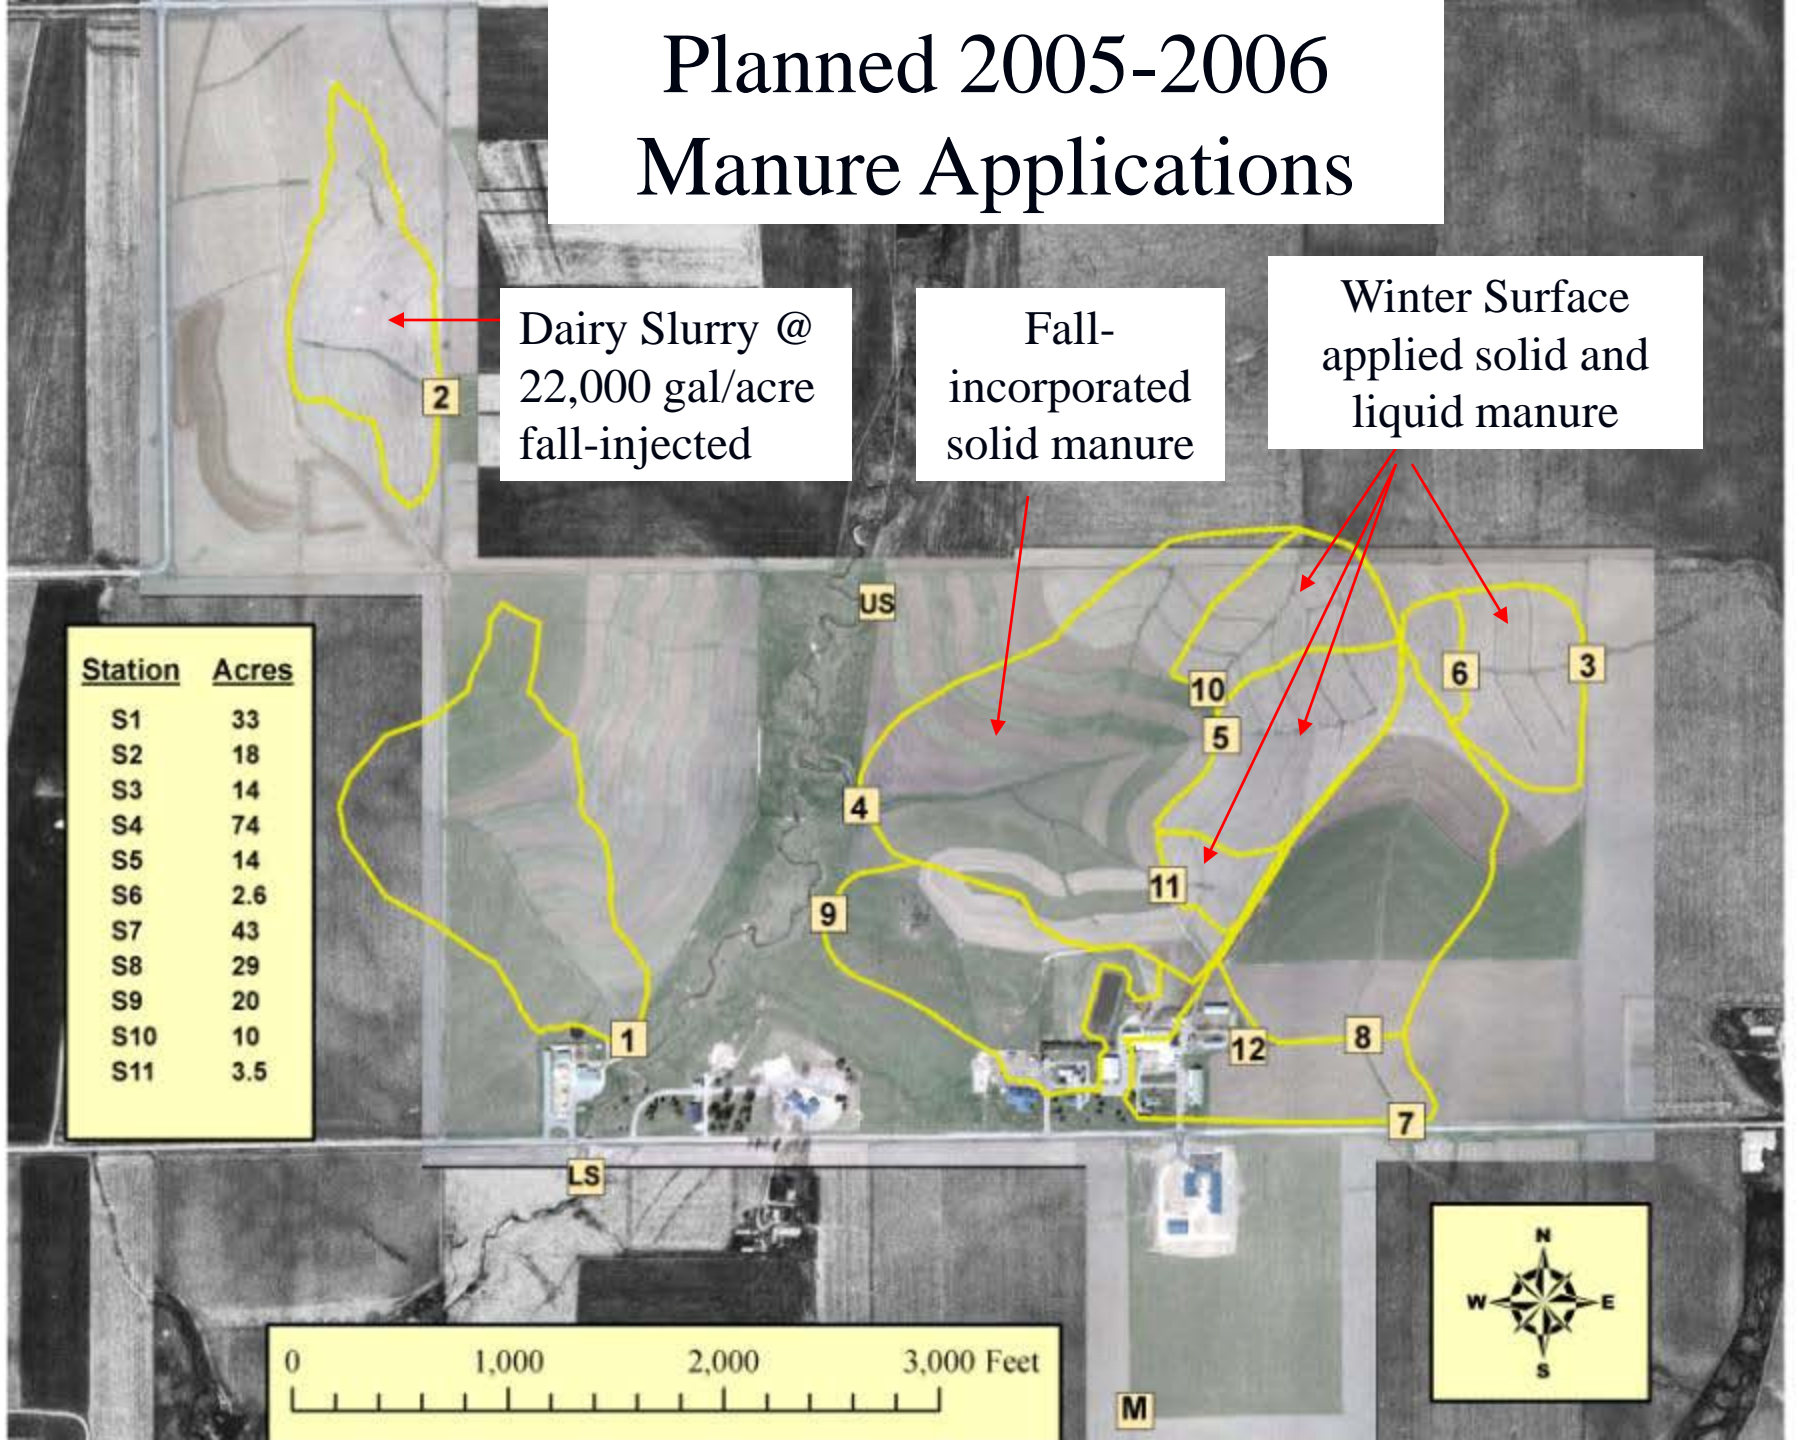 Planned 2005-2006
Manure Applications
Dairy Slurry @
22,000 gal/acre
fall-injected
Fall-
incorporated
solid manure
Winter Surface
applied solid and
liquid manure
2
US
6
3
10
5
4
11
9
1
12
8
7
LS
M
Station Acres
S1 33
S2 18
S3 14
S4 74
S5 14
S6 2.6
S7 43
S8 29
S9 20
S10 10
S11 3.5
0 1,000 2,000 3,000 Feet
N
W E
S